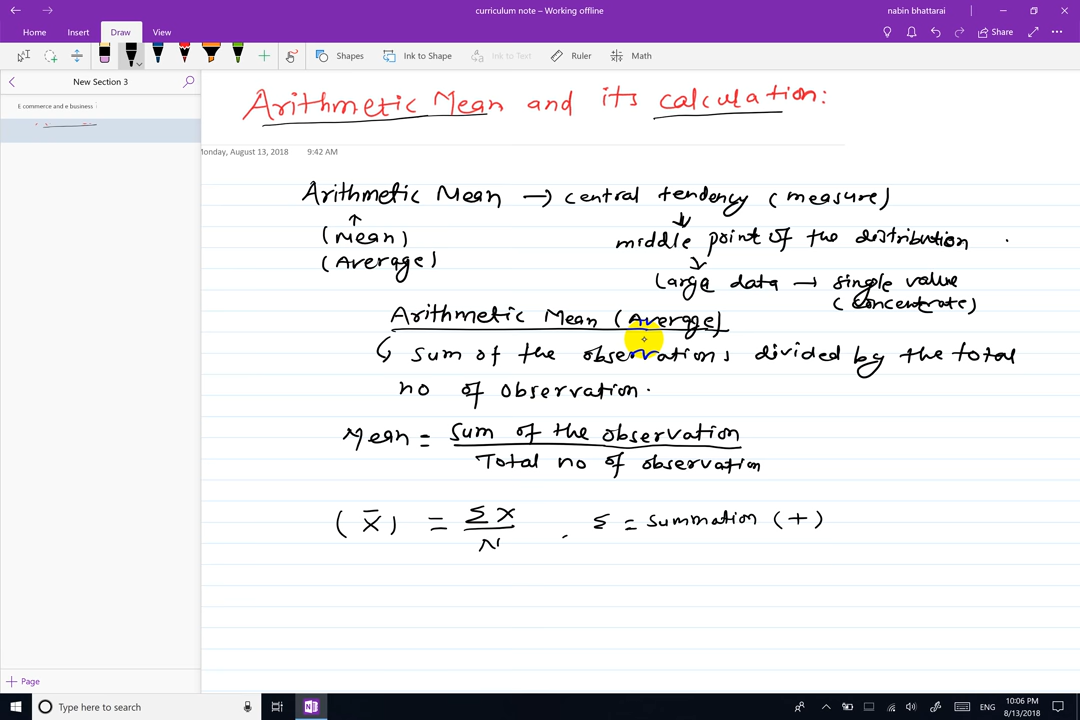 curriculum note – Working offline
nabin bhattarai
Home Insert Draw View
Share
Shapes Ink to Shape Ink to Text Ruler Math
New Section 3
E commerce and e business
Arithmetic Mean and its calculation:
Monday, August 13, 2018 9:42 AM
Arithmetic Mean → central tendency (measure)
↑ ↓
(Mean) middle point of the distribution
(Average) ↓
Large data → single value
(concentrate)
Arithmetic Mean (Average)
↳ sum of the observations divided by the total
no of observation.
Mean = Sum of the observation
Total no of observation
(X̄) = ΣX , Σ = summation (+)
N
+ Page
Type here to search
ENG
10:06 PM
8/13/2018